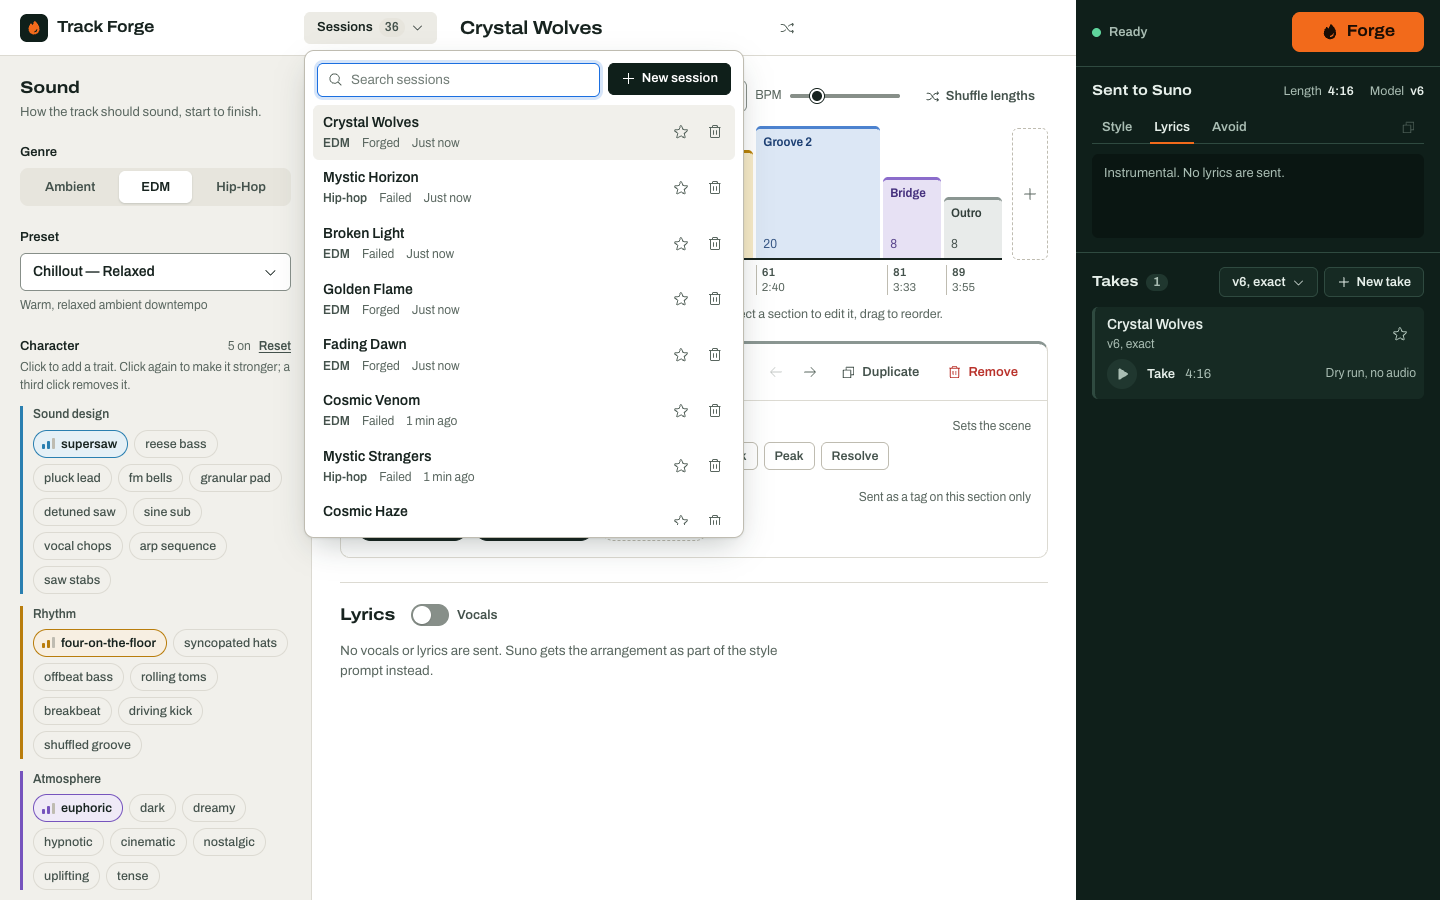 Track Forge
Sessions 36
Crystal Wolves
Ready
Forge
Sound
How the track should sound, start to finish.
Genre
Ambient EDM Hip-Hop
Preset
Chillout — Relaxed
Warm, relaxed ambient downtempo
Character 5 on Reset
Click to add a trait. Click again to make it stronger; a
third click removes it.
Sound design
supersaw reese bass
pluck lead fm bells granular pad
detuned saw sine sub
vocal chops arp sequence
saw stabs
Rhythm
four-on-the-floor syncopated hats
offbeat bass rolling toms
breakbeat driving kick
shuffled groove
Atmosphere
euphoric dark dreamy
hypnotic cinematic nostalgic
uplifting tense
Search sessions
New session
Crystal Wolves
EDM Forged Just now
Mystic Horizon
Hip-hop Failed Just now
Broken Light
EDM Failed Just now
Golden Flame
EDM Forged Just now
Fading Dawn
EDM Forged Just now
Cosmic Venom
EDM Failed 1 min ago
Mystic Strangers
Hip-hop Failed 1 min ago
Cosmic Haze
BPM
Shuffle lengths
Groove 2
20
Bridge
8
Outro
8
61
2:40
81
3:33
89
3:55
a section to edit it, drag to reorder.
Duplicate
Remove
Sets the scene
Peak Resolve
Sent as a tag on this section only
Lyrics Vocals
No vocals or lyrics are sent. Suno gets the arrangement as part of the style
prompt instead.
Sent to Suno
Length 4:16 Model v6
Style Lyrics Avoid
Instrumental. No lyrics are sent.
Takes 1
v6, exact
New take
Crystal Wolves
v6, exact
Take 4:16
Dry run, no audio